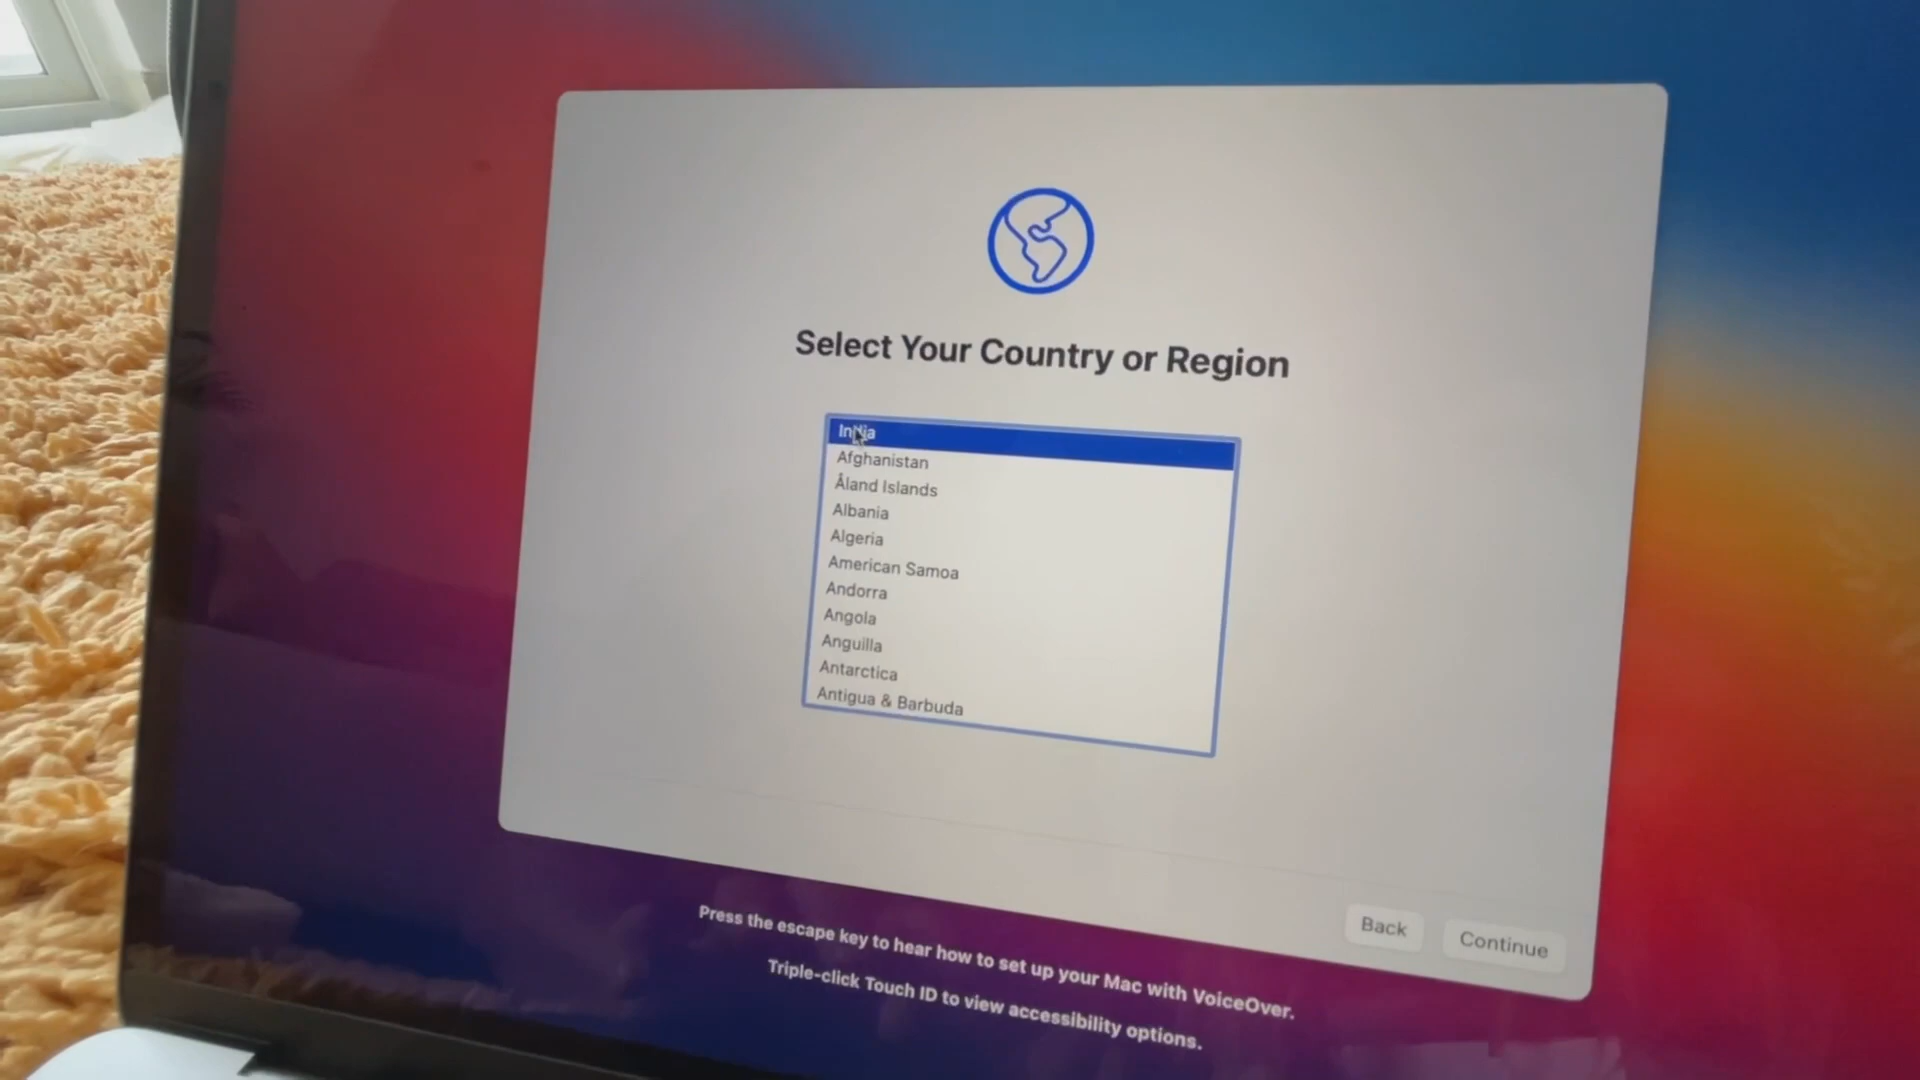 Select Your Country or Region
India
Afghanistan
Åland Islands
Albania
Algeria
American Samoa
Andorra
Angola
Anguilla
Antarctica
Antigua & Barbuda
Back
Continue
Press the escape key to hear how to set up your Mac with VoiceOver.
Triple-click Touch ID to view accessibility options.